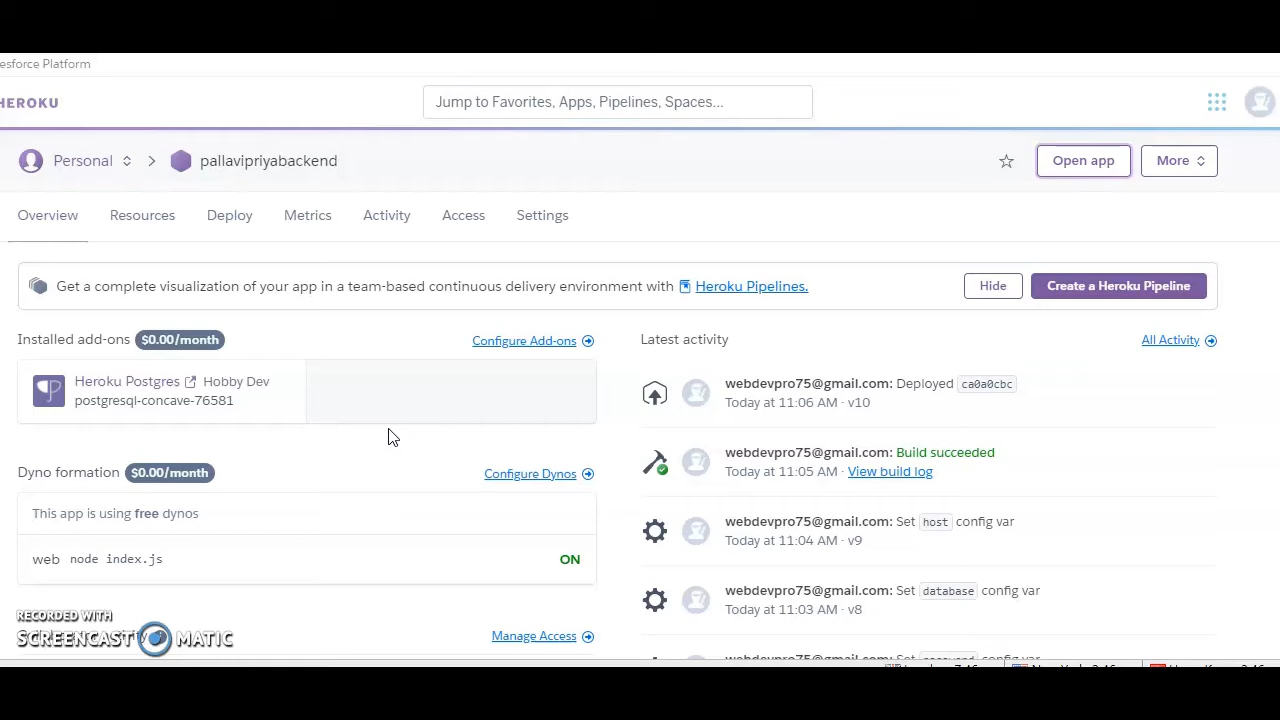 esforce Platform
HEROKU
Jump to Favorites, Apps, Pipelines, Spaces...
Personal
pallavipriyabackend
Open app
More
Overview
Resources
Deploy
Metrics
Activity
Access
Settings
Get a complete visualization of your app in a team-based continuous delivery environment with Heroku Pipelines.
Hide
Create a Heroku Pipeline
Installed add-ons $0.00/month
Configure Add-ons
Heroku Postgres Hobby Dev
postgresql-concave-76581
Dyno formation $0.00/month
Configure Dynos
This app is using free dynos
web node index.js
ON
Manage Access
Latest activity
All Activity
webdevpro75@gmail.com: Deployed ca0a0cbc
Today at 11:06 AM · v10
webdevpro75@gmail.com: Build succeeded
Today at 11:05 AM · View build log
webdevpro75@gmail.com: Set host config var
Today at 11:04 AM · v9
webdevpro75@gmail.com: Set database config var
Today at 11:03 AM · v8
webdevpro75@gmail.com: Set config var
RECORDED WITH
SCREENCAST MATIC